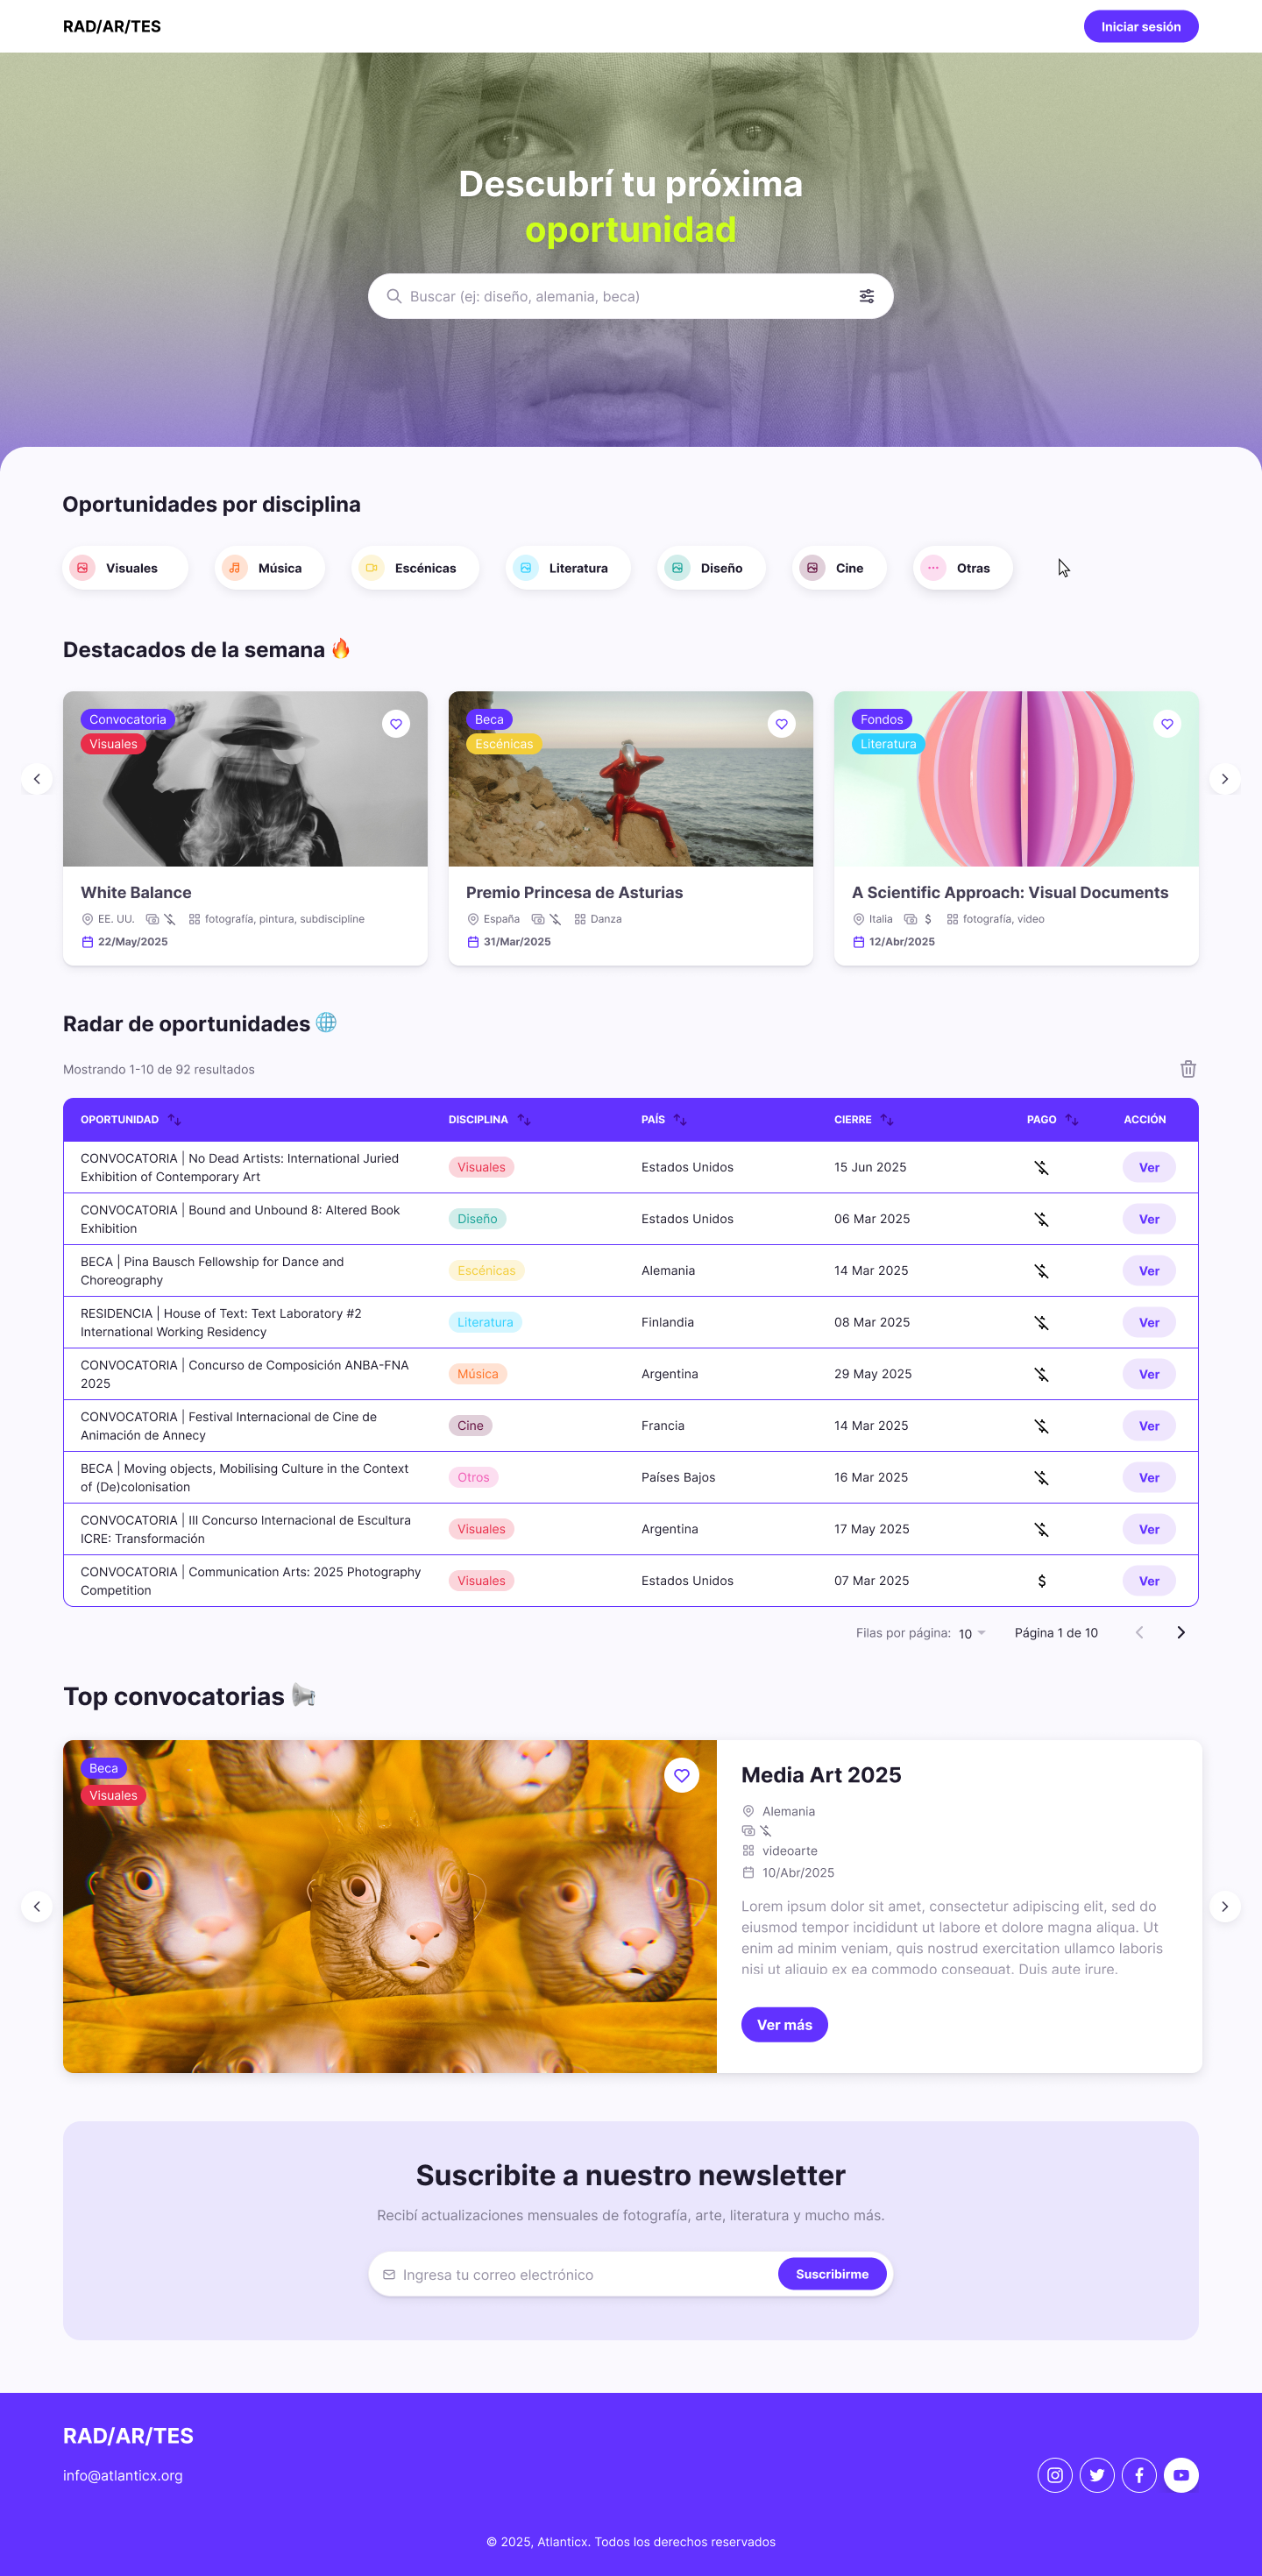 RAD/AR/TES
Iniciar sesión
Descubrí tu próxima
oportunidad
Buscar (ej: diseño, alemania, beca)
Oportunidades por disciplina
Visuales
Música
Escénicas
Literatura
Diseño
Cine
Otras
Destacados de la semana
Convocatoria
Visuales
White Balance
EE. UU.
fotografía, pintura, subdiscipline
22/May/2025
Beca
Escénicas
Premio Princesa de Asturias
España
Danza
31/Mar/2025
Fondos
Literatura
A Scientific Approach: Visual Documents
Italia
$
fotografía, video
12/Abr/2025
Radar de oportunidades
Mostrando 1-10 de 92 resultados
OPORTUNIDAD DISCIPLINA PAÍS CIERRE PAGO ACCIÓN
CONVOCATORIA | No Dead Artists: International Juried
Exhibition of Contemporary Art
Visuales
Estados Unidos
15 Jun 2025
Ver
CONVOCATORIA | Bound and Unbound 8: Altered Book
Exhibition
Diseño
Estados Unidos
06 Mar 2025
Ver
BECA | Pina Bausch Fellowship for Dance and
Choreography
Escénicas
Alemania
14 Mar 2025
Ver
RESIDENCIA | House of Text: Text Laboratory #2
International Working Residency
Literatura
Finlandia
08 Mar 2025
Ver
CONVOCATORIA | Concurso de Composición ANBA-FNA
2025
Música
Argentina
29 May 2025
Ver
CONVOCATORIA | Festival Internacional de Cine de
Animación de Annecy
Cine
Francia
14 Mar 2025
Ver
BECA | Moving objects, Mobilising Culture in the Context
of (De)colonisation
Otros
Países Bajos
16 Mar 2025
Ver
CONVOCATORIA | III Concurso Internacional de Escultura
ICRE: Transformación
Visuales
Argentina
17 May 2025
Ver
CONVOCATORIA | Communication Arts: 2025 Photography
Competition
Visuales
Estados Unidos
07 Mar 2025
$
Ver
Filas por página: 10
Página 1 de 10
Top convocatorias
Beca
Visuales
Media Art 2025
Alemania
videoarte
10/Abr/2025
Lorem ipsum dolor sit amet, consectetur adipiscing elit, sed do
eiusmod tempor incididunt ut labore et dolore magna aliqua. Ut
enim ad minim veniam, quis nostrud exercitation ullamco laboris
nisi ut aliquip ex ea commodo consequat. Duis aute irure.
Ver más
Suscribite a nuestro newsletter
Recibí actualizaciones mensuales de fotografía, arte, literatura y mucho más.
Ingresa tu correo electrónico
Suscribirme
RAD/AR/TES
info@atlanticx.org
© 2025, Atlanticx. Todos los derechos reservados